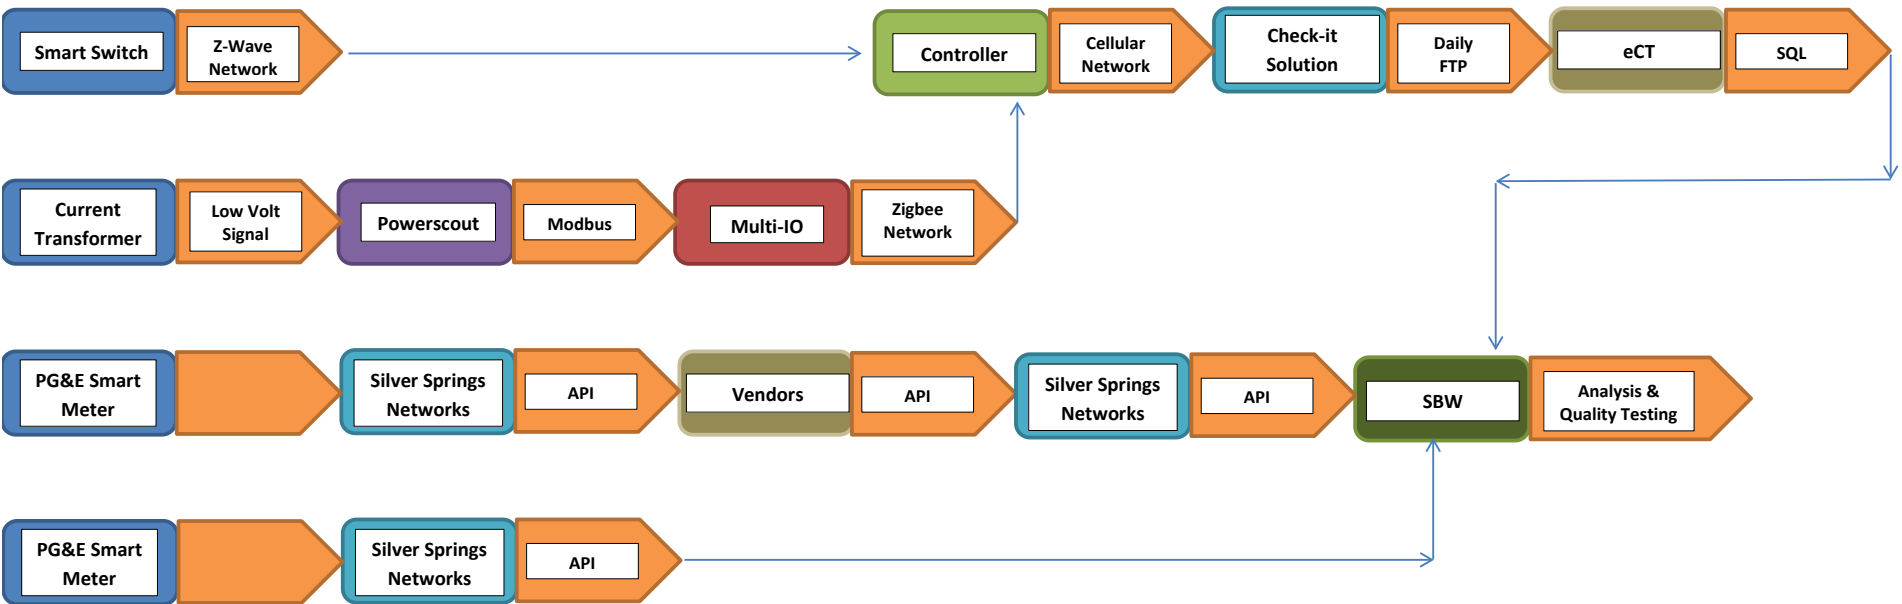 Smart Switch
Z-Wave
Network
Controller
Cellular
Network
Check-it
Solution
Daily
FTP
eCT
SQL
Current
Transformer
Low Volt
Signal
Powerscout
Modbus
Multi-IO
Zigbee
Network
PG&E Smart
Meter
Silver Springs
Networks
API
Vendors
API
Silver Springs
Networks
API
SBW
Analysis &
Quality Testing
PG&E Smart
Meter
Silver Springs
Networks
API